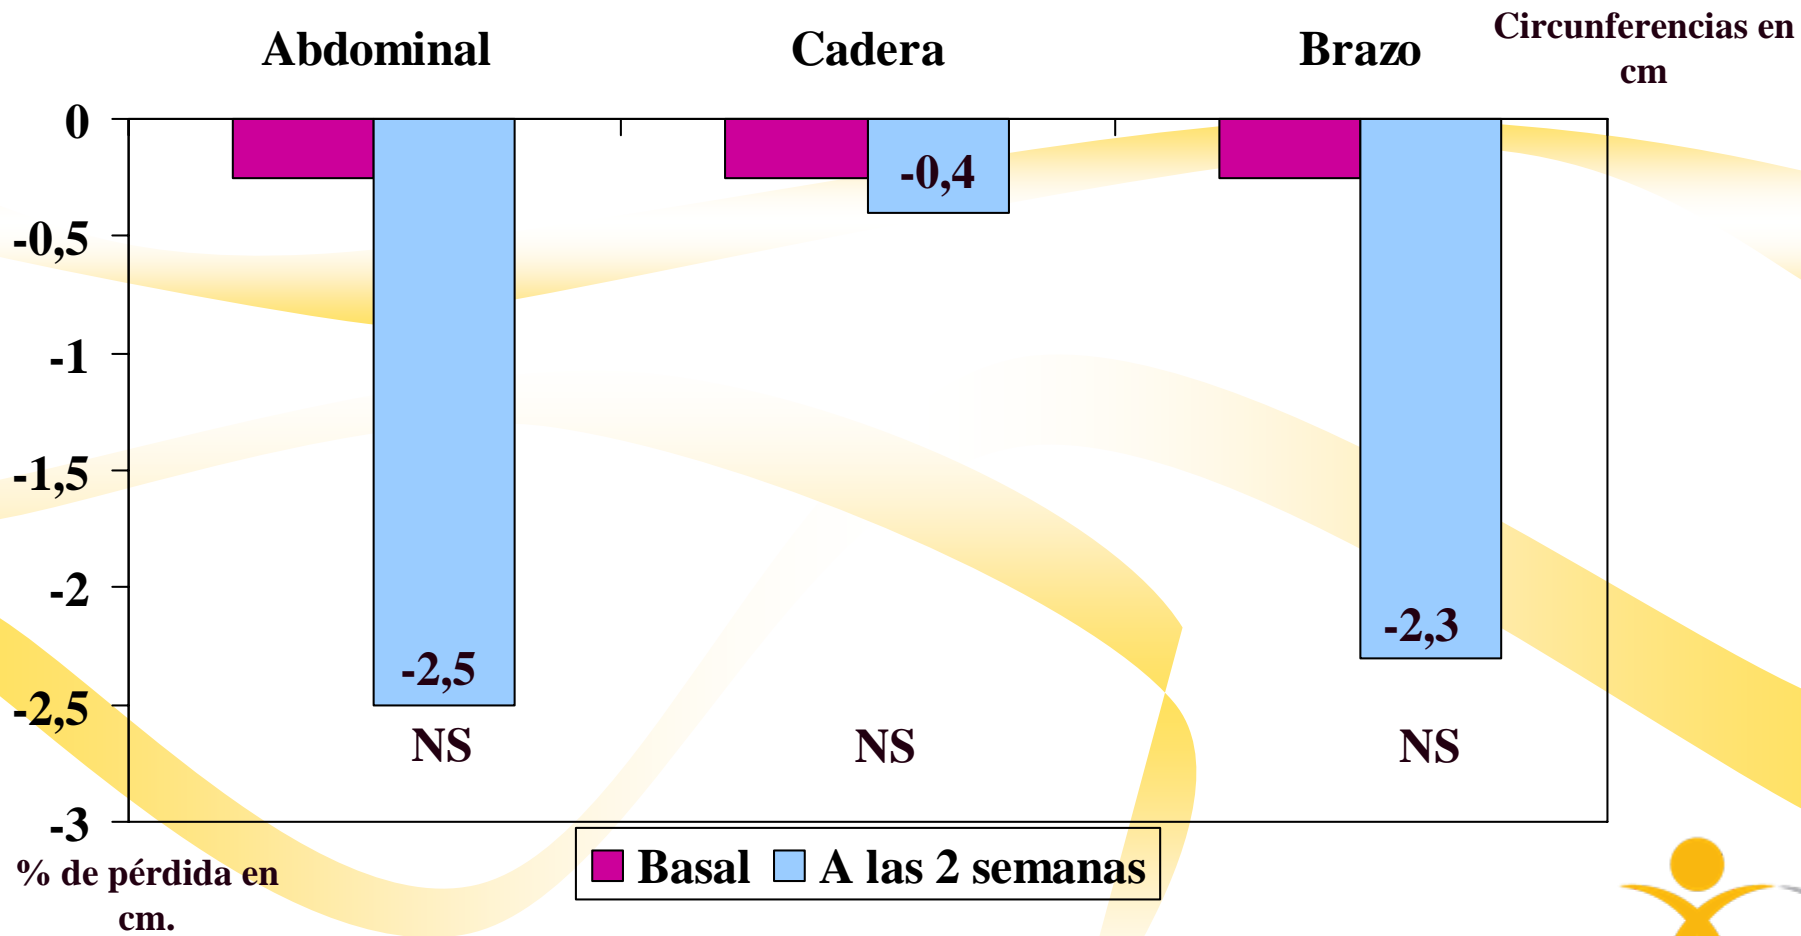 Abdominal
Cadera
Brazo
Circunferencias en
cm
0
-0,5
-1
-1,5
-2
-2,5
-3
-0,4
-2,3
-2,5
NS
NS
NS
% de pérdida en
cm.
Basal
A las 2 semanas